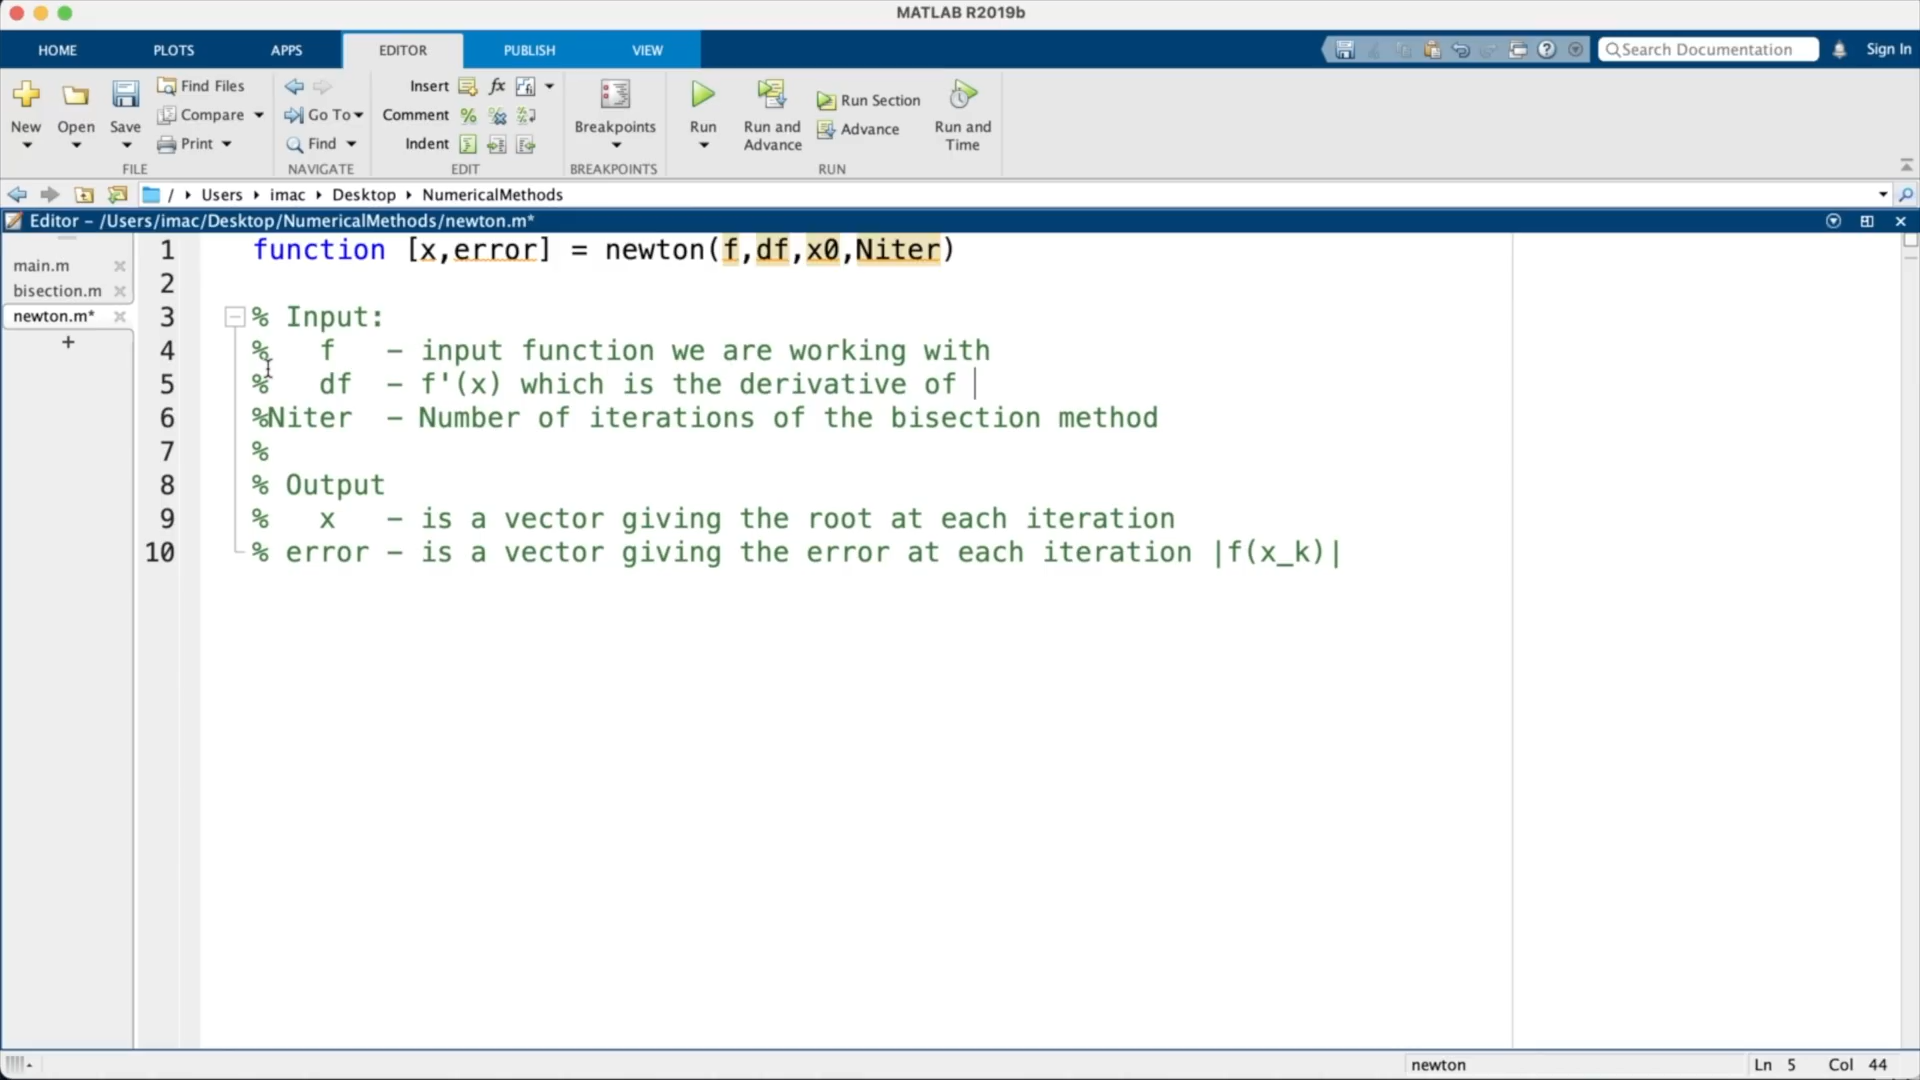 MATLAB R2019b
HOME PLOTS APPS EDITOR PUBLISH VIEW
Search Documentation Sign In
New Open Save Find Files Compare Print
FILE
Go To Find
NAVIGATE
Insert fx
Comment % %
Indent
EDIT
Breakpoints
BREAKPOINTS
Run Run and Advance Run Section Advance Run and Time
RUN
/ Users imac Desktop NumericalMethods
Editor – /Users/imac/Desktop/NumericalMethods/newton.m*
main.m
bisection.m
newton.m*
+
1 function [x,error] = newton(f,df,x0,Niter)
2
3 % Input:
4 %   f   – input function we are working with
5 %   df  – f'(x) which is the derivative of
6 %Niter  – Number of iterations of the bisection method
7 %
8 % Output
9 %   x   – is a vector giving the root at each iteration
10 % error – is a vector giving the error at each iteration |f(x_k)|
newton Ln 5 Col 44